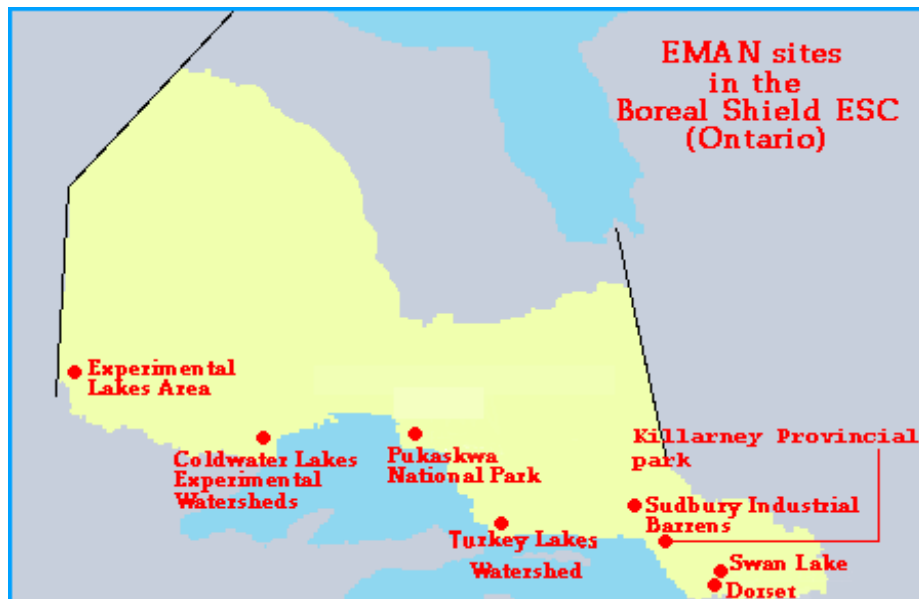 EMAN sites
in the
Boreal Shield ESC
(Ontario)
Experimental
Lakes Area
Coldwater Lakes
Experimental
Watersheds
Pukaskwa
National Park
Killarney Provincial
park
Sudbury Industrial
Barrens
Turkey Lakes
Watershed
Swan Lake
Dorset